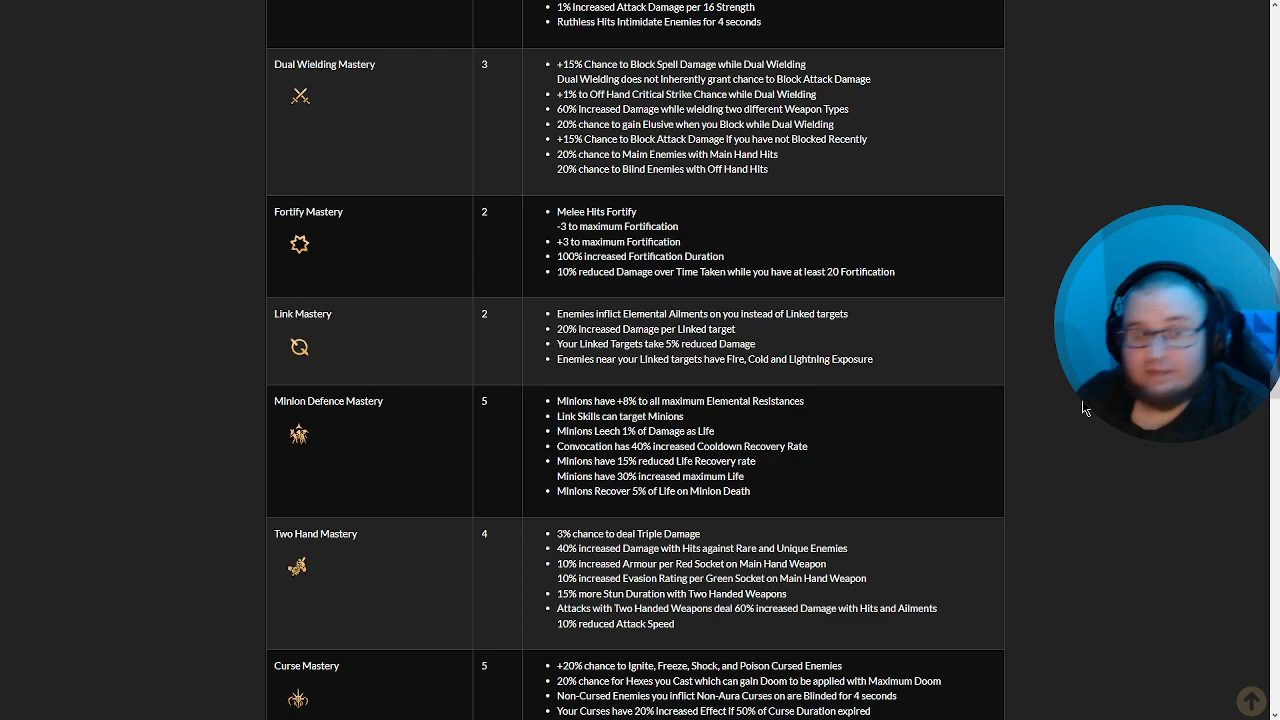 1% Increased Attack Damage per 16 Strength
Ruthless Hits Intimidate Enemies for 4 seconds
Dual Wielding Mastery
3
+15% Chance to Block Spell Damage while Dual Wielding
Dual Wielding does not Inherently grant chance to Block Attack Damage
+1% to Off Hand Critical Strike Chance while Dual Wielding
60% Increased Damage while wielding two different Weapon Types
20% chance to gain Elusive when you Block while Dual Wielding
+15% Chance to Block Attack Damage If you have not Blocked Recently
20% chance to Maim Enemies with Main Hand Hits
20% chance to Blind Enemies with Off Hand Hits
Fortify Mastery
2
Melee Hits Fortify
-3 to maximum Fortification
+3 to maximum Fortification
100% increased Fortification Duration
10% reduced Damage over Time Taken while you have at least 20 Fortification
Link Mastery
2
Enemies inflict Elemental Ailments on you instead of Linked targets
20% Increased Damage per Linked target
Your Linked Targets take 5% reduced Damage
Enemies near your Linked targets have Fire, Cold and Lightning Exposure
Minion Defence Mastery
5
Minions have +8% to all maximum Elemental Resistances
Link Skills can target Minions
Minions Leech 1% of Damage as Life
Convocation has 40% increased Cooldown Recovery Rate
Minions have 15% reduced Life Recovery rate
Minions have 30% increased maximum Life
Minions Recover 5% of Life on Minion Death
Two Hand Mastery
4
3% chance to deal Triple Damage
40% increased Damage with Hits against Rare and Unique Enemies
10% increased Armour per Red Socket on Main Hand Weapon
10% increased Evasion Rating per Green Socket on Main Hand Weapon
15% more Stun Duration with Two Handed Weapons
Attacks with Two Handed Weapons deal 60% increased Damage with Hits and Ailments
10% reduced Attack Speed
Curse Mastery
5
+20% chance to Ignite, Freeze, Shock, and Poison Cursed Enemies
20% chance for Hexes you Cast which can gain Doom to be applied with Maximum Doom
Non-Cursed Enemies you inflict Non-Aura Curses on are Blinded for 4 seconds
Your Curses have 20% Increased Effect if 50% of Curse Duration expired